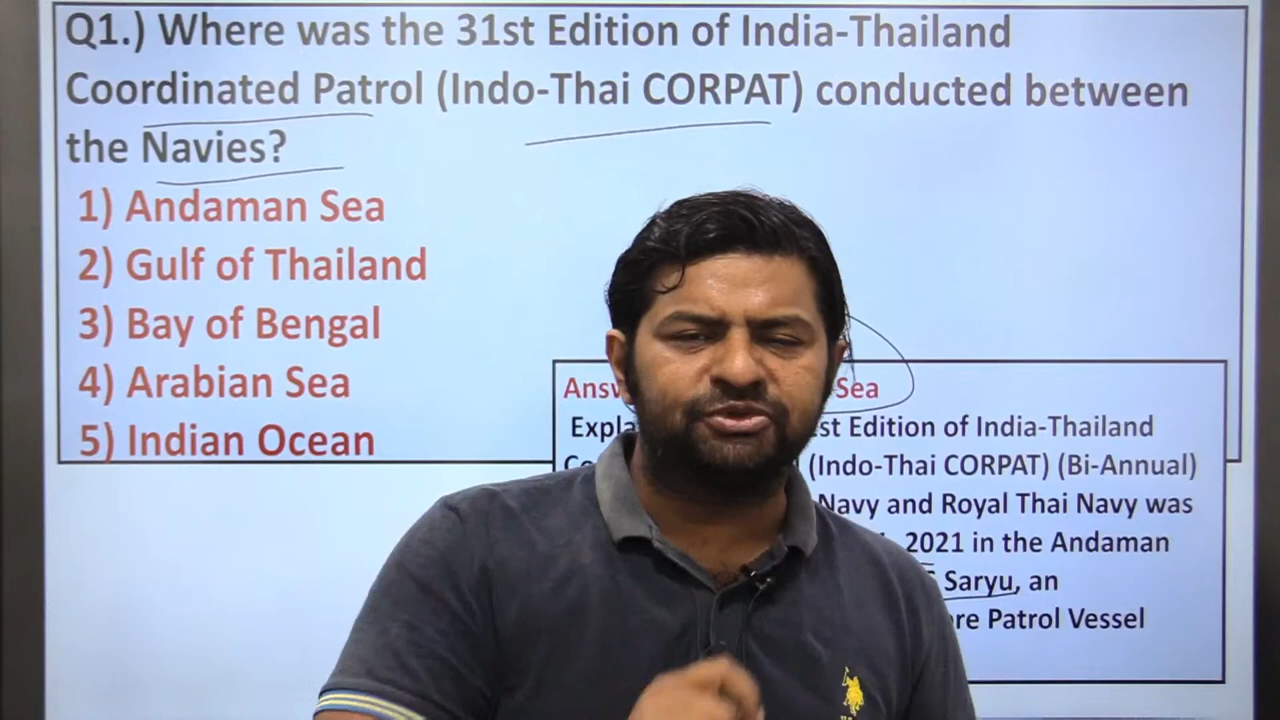 Q1.) Where was the 31st Edition of India-Thailand
Coordinated Patrol (Indo-Thai CORPAT) conducted between
the Navies?
1) Andaman Sea
2) Gulf of Thailand
3) Bay of Bengal
4) Arabian Sea
5) Indian Ocean
Sea
Edition of India-Thailand
(Indo-Thai CORPAT) (Bi-Annual)
Navy and Royal Thai Navy was
2021 in the Andaman
Saryu, an
Patrol Vessel